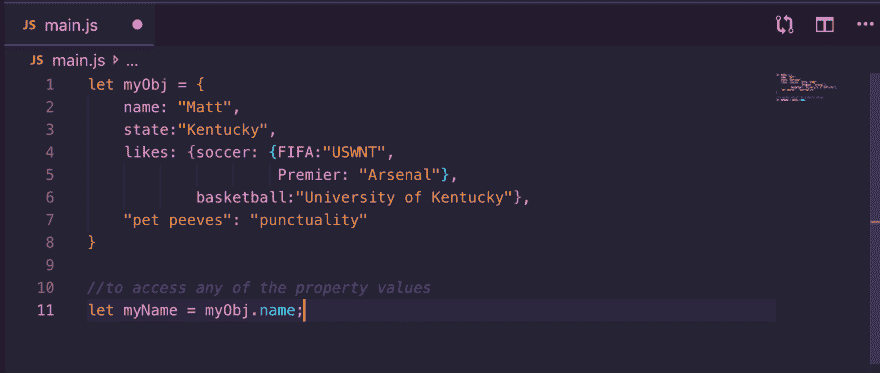 JS main.js
JS main.js ...
1 let myObj = {
2 name: "Matt",
3 state:"Kentucky",
4 likes: {soccer: {FIFA:"USWNT",
5 Premier: "Arsenal"},
6 basketball:"University of Kentucky"},
7 "pet peeves": "punctuality"
8 }
9
10 //to access any of the property values
11 let myName = myObj.name;